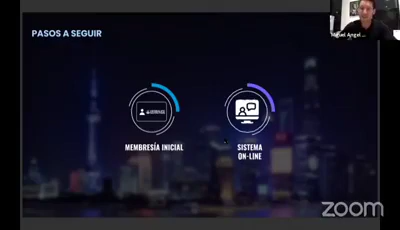 PASOS A SEGUIR
MEMBRESÍA INICIAL
SISTEMA
ON-LINE
zoom